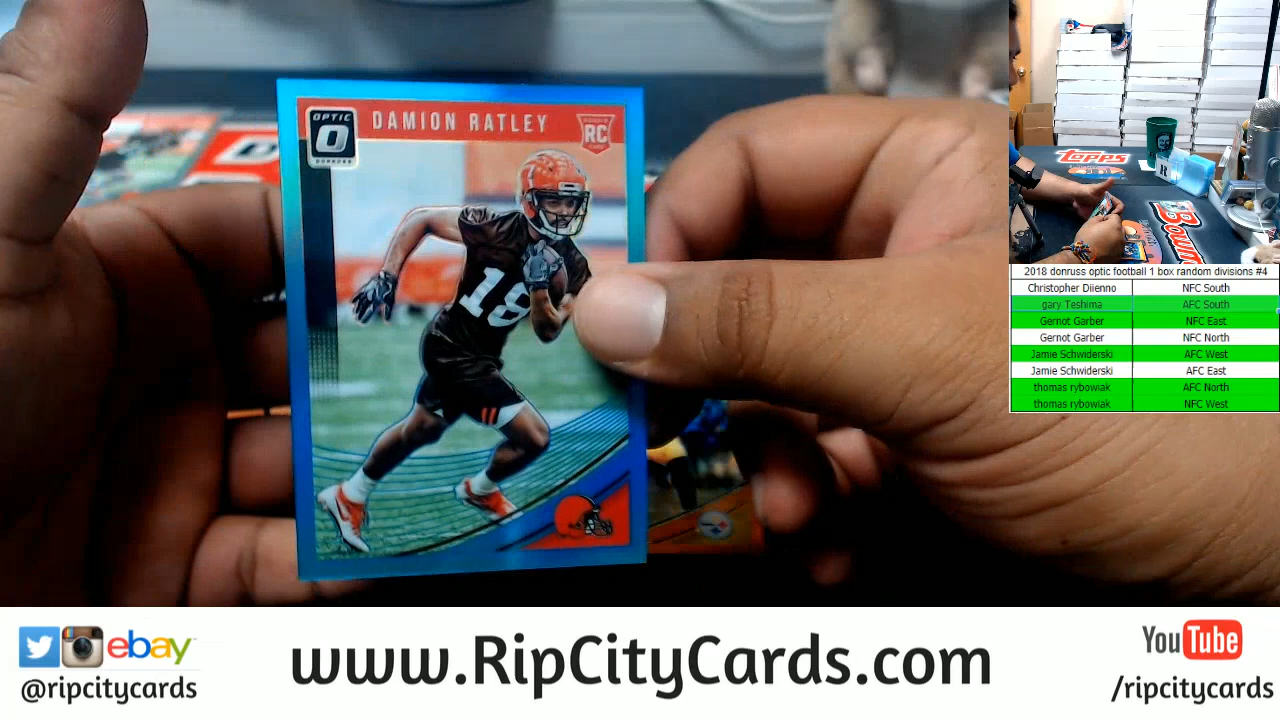 OPTIC
DONRUSS
DAMION RATLEY
RC
18
Topps
R
Bowman
2018 donruss optic football 1 box random divisions #4
Christopher Diienno NFC South
gary Teshima AFC South
Gernot Garber NFC East
Gernot Garber NFC North
Jamie Schwiderski AFC West
Jamie Schwiderski AFC East
thomas rybowiak AFC North
thomas rybowiak NFC West
ebay
@ripcitycards
www.RipCityCards.com
YouTube
/ripcitycards